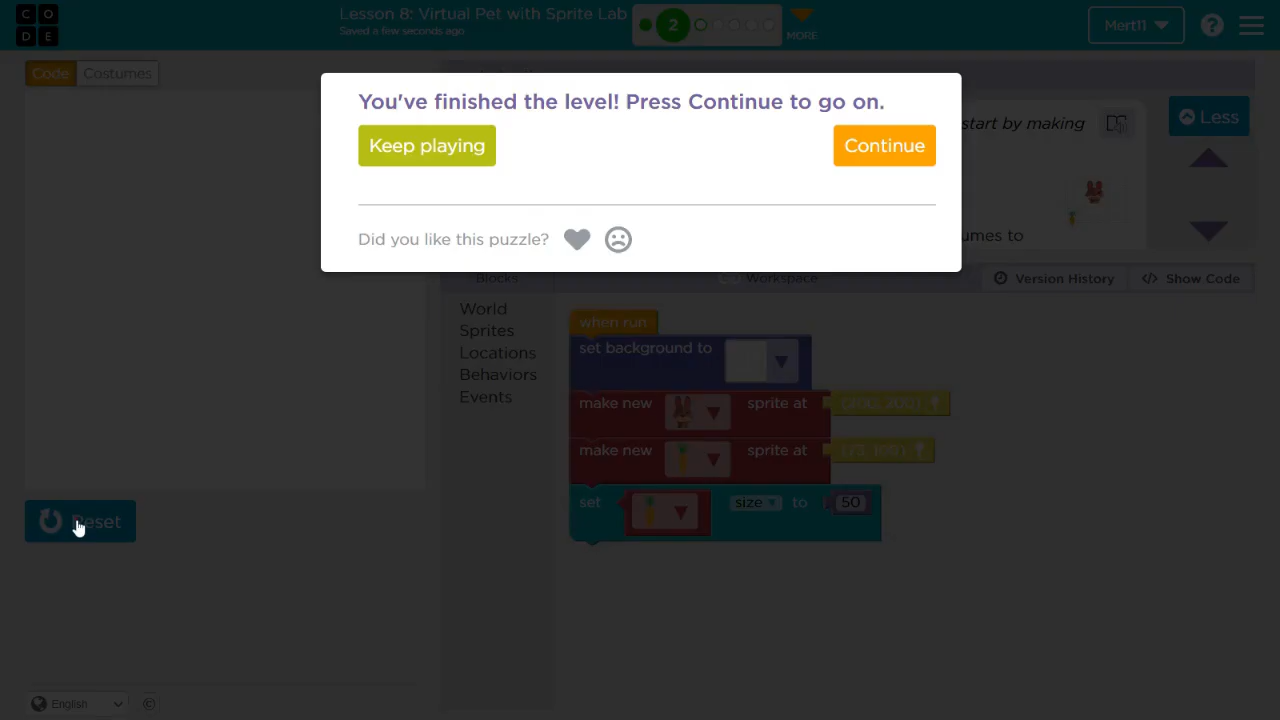 C O
D E
Lesson 8: Virtual Pet with Sprite Lab
Saved a few seconds ago
2
MORE
Mert11
?
Code
Costumes
You've finished the level! Press Continue to go on.
Keep playing
Continue
Did you like this puzzle?
start by making
Less
umes to
Blocks
Workspace
Version History
</> Show Code
World
Sprites
Locations
Behaviors
Events
when run
set background to
make new sprite at
make new sprite at
set size to 50
Reset
English
©